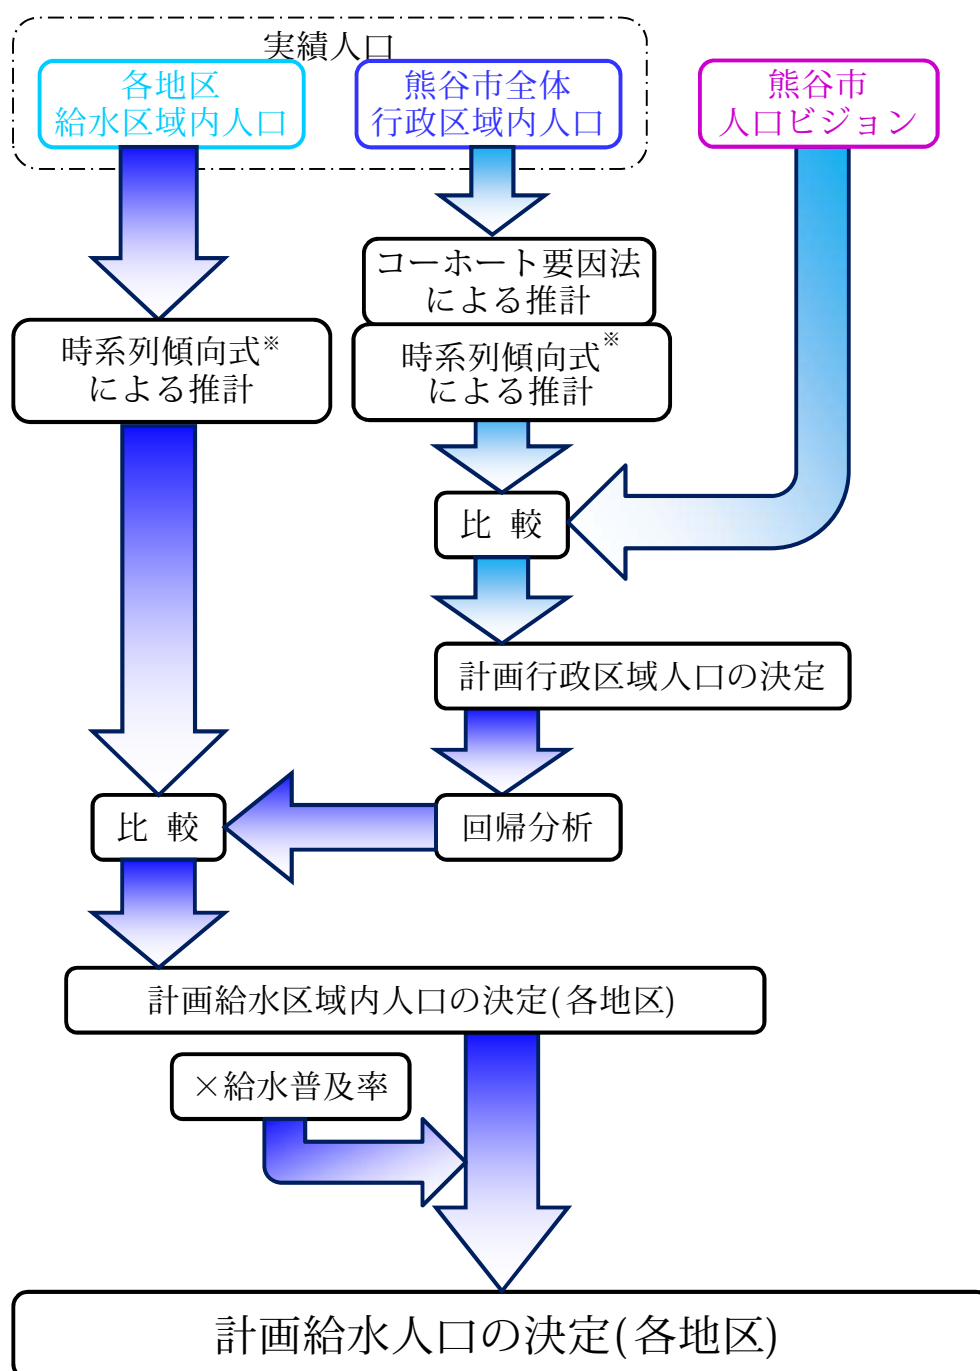 実績人口
各地区
給水区域内人口
熊谷市全体
行政区域内人口
熊谷市
人口ビジョン
コーホート要因法
による推計
時系列傾向式※
による推計
時系列傾向式※
による推計
比 較
計画行政区域人口の決定
比 較
回帰分析
計画給水区域内人口の決定(各地区)
×給水普及率
計画給水人口の決定(各地区)